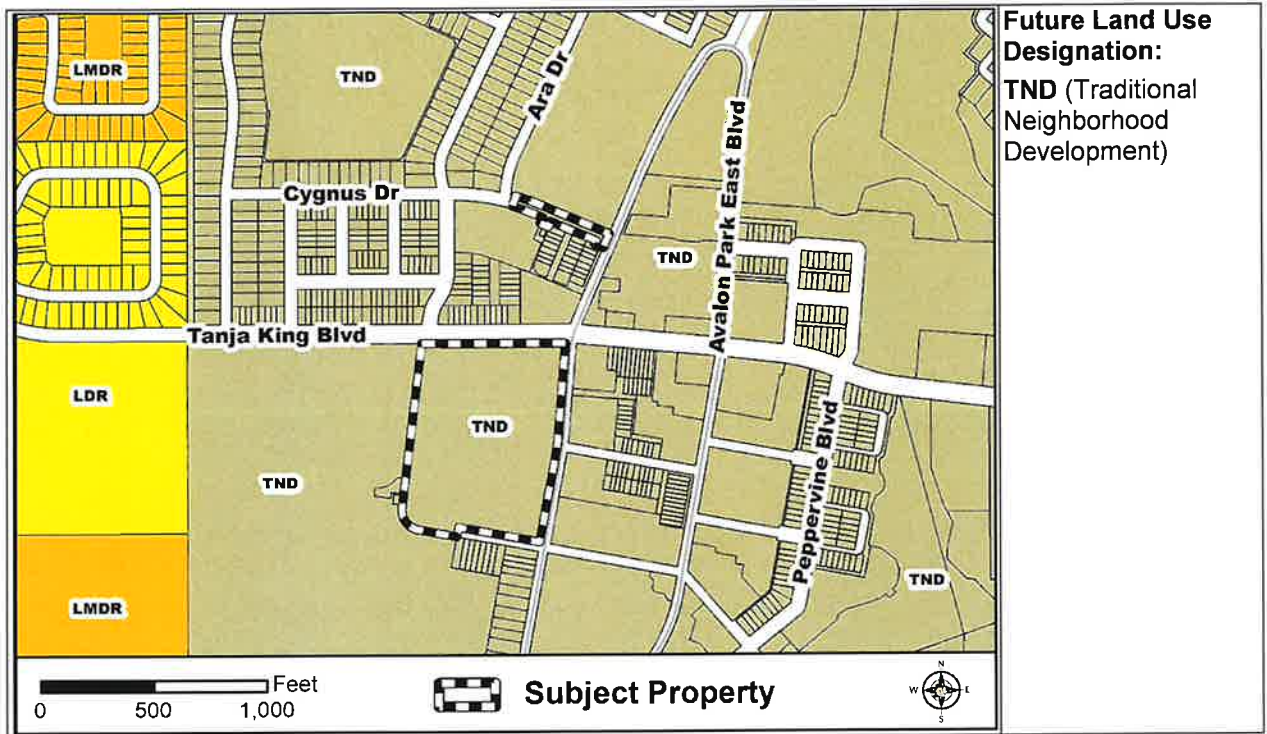 Future Land Use
Designation:
TND (Traditional
Neighborhood
Development)
LMDR
TND
Ara Dr
Avalon Park East Blvd
Cygnus Dr
TND
Tanja King Blvd
LDR
TND
TND
Peppervine Blvd
TND
LMDR
Feet
0 500 1,000
Subject Property
N
W E
S